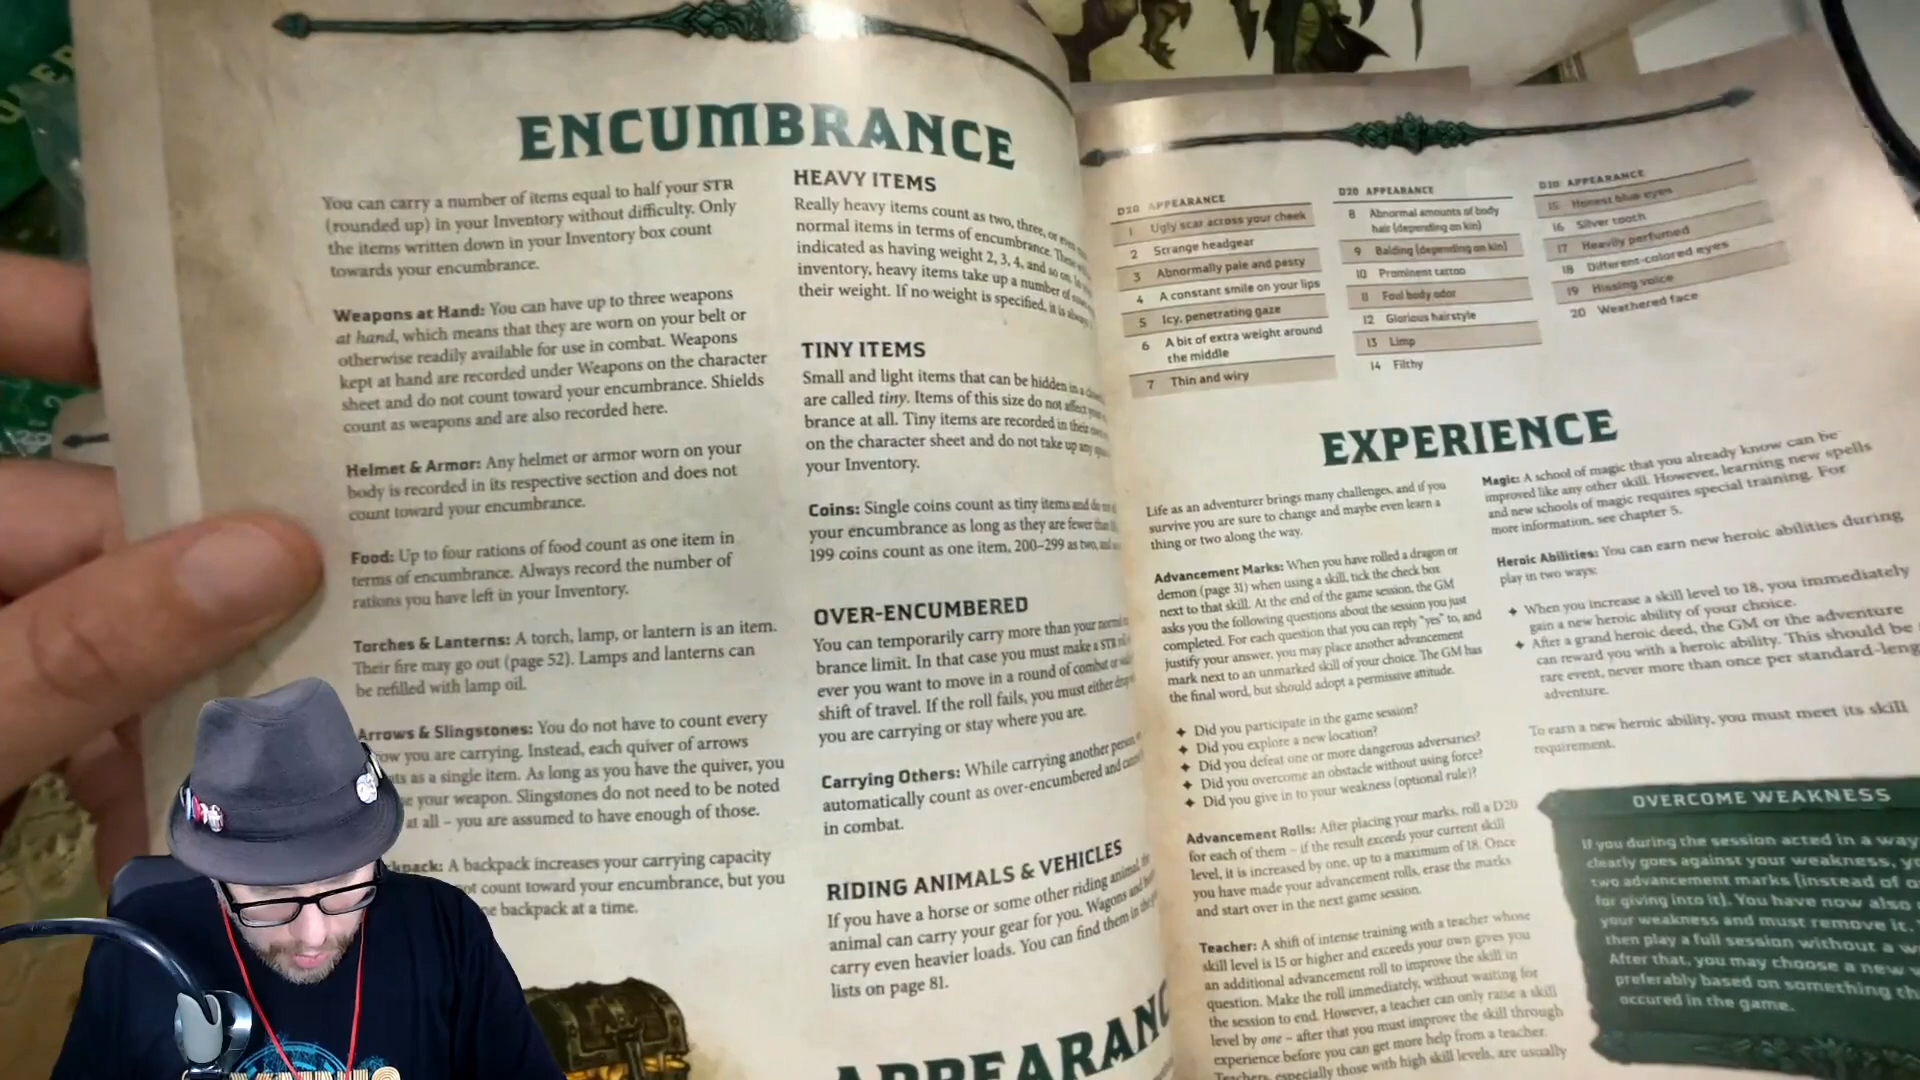 ENCUMBRANCE
You can carry a number of items equal to half your STR
(rounded up) in your Inventory without difficulty. Only
the items written down in your Inventory box count
towards your encumbrance.
Weapons at Hand: You can have up to three weapons
at hand, which means that they are worn on your belt or
otherwise readily available for use in combat. Weapons
kept at hand are recorded under Weapons on the character
sheet and do not count toward your encumbrance. Shields
count as weapons and are also recorded here.
Helmet & Armor: Any helmet or armor worn on your
body is recorded in its respective section and does not
count toward your encumbrance.
Food: Up to four rations of food count as one item in
terms of encumbrance. Always record the number of
rations you have left in your Inventory.
Torches & Lanterns: A torch, lamp, or lantern is an item.
Their fire may go out (page 52). Lamps and lanterns can
be refilled with lamp oil.
Arrows & Slingstones: You do not have to count every
you are carrying. Instead, each quiver of arrows
as a single item. As long as you have the quiver, you
your weapon. Slingstones do not need to be noted
at all – you are assumed to have enough of those.
A backpack increases your carrying capacity
count toward your encumbrance, but you
backpack at a time.
HEAVY ITEMS
Really heavy items count as two, three, or even
normal items in terms of encumbrance. These
indicated as having weight 2, 3, 4, and so on. In
inventory, heavy items take up a number of
their weight. If no weight is specified, it is
TINY ITEMS
Small and light items that can be hidden in a
are called tiny. Items of this size do not affect
brance at all. Tiny items are recorded in their
on the character sheet and do not take up any
your Inventory.
Coins: Single coins count as tiny items and
your encumbrance as long as they are fewer
199 coins count as one item, 200–299 as two,
OVER-ENCUMBERED
You can temporarily carry more than your
brance limit. In that case you must make a STR
ever you want to move in a round of combat or
shift of travel. If the roll fails, you must either
you are carrying or stay where you are.
Carrying Others: While carrying another person
automatically count as over-encumbered and
in combat.
RIDING ANIMALS & VEHICLES
If you have a horse or some other riding animal,
animal can carry your gear for you. Wagons and
carry even heavier loads. You can find them in the
lists on page 81.
D20 APPEARANCE
1 Ugly scar across your cheek
2 Strange headgear
3 Abnormally pale and pasty
4 A constant smile on your lips
5 Icy, penetrating gaze
6 A bit of extra weight around
the middle
7 Thin and wiry
D20 APPEARANCE
8 Abnormal amounts of body
hair (depending on kin)
9 Balding (depending on kin)
10 Prominent tattoo
11 Foul body odor
12 Glorious hairstyle
13 Limp
14 Filthy
D20 APPEARANCE
15 Honest blue eyes
16 Silver tooth
17 Heavily perfumed
18 Different-colored eyes
19 Hissing voice
20 Weathered face
EXPERIENCE
Life as an adventurer brings many challenges, and if you
survive you are sure to change and maybe even learn a
thing or two along the way.
Advancement Marks: When you have rolled a dragon or
demon (page 31) when using a skill, tick the check box
next to that skill. At the end of the game session, the GM
asks you the following questions about the session you just
completed. For each question that you can reply "yes" to, and
justify your answer, you may place another advancement
mark next to an unmarked skill of your choice. The GM has
the final word, but should adopt a permissive attitude.
✦ Did you participate in the game session?
✦ Did you explore a new location?
✦ Did you defeat one or more dangerous adversaries?
✦ Did you overcome an obstacle without using force?
✦ Did you give in to your weakness (optional rule)?
Advancement Rolls: After placing your marks, roll a D20
for each of them – if the result exceeds your current skill
level, it is increased by one, up to a maximum of 18. Once
you have made your advancement rolls, erase the marks
and start over in the next game session.
Teacher: A shift of intense training with a teacher whose
skill level is 15 or higher and exceeds your own gives you
an additional advancement roll to improve the skill in
question. Make the roll immediately, without waiting for
the session to end. However, a teacher can only raise a skill
level by one – after that you must improve the skill through
experience before you can get more help from a teacher.
Teachers, especially those with high skill levels, are usually
Magic: A school of magic that you already know can be
improved like any other skill. However, learning new spells
and new schools of magic requires special training. For
more information, see chapter 5.
Heroic Abilities: You can earn new heroic abilities during
play in two ways:
✦ When you increase a skill level to 18, you immediately
gain a new heroic ability of your choice.
✦ After a grand heroic deed, the GM or the adventure
can reward you with a heroic ability. This should be
rare event, never more than once per standard-leng
adventure.
To earn a new heroic ability, you must meet its skill
requirement.
OVERCOME WEAKNESS
If you during the session acted in a way
clearly goes against your weakness,
two advancement marks (instead of
for giving into it). You have now also
your weakness and must remove it.
then play a full session without a
After that, you may choose a new
preferably based on something
occured in the game.